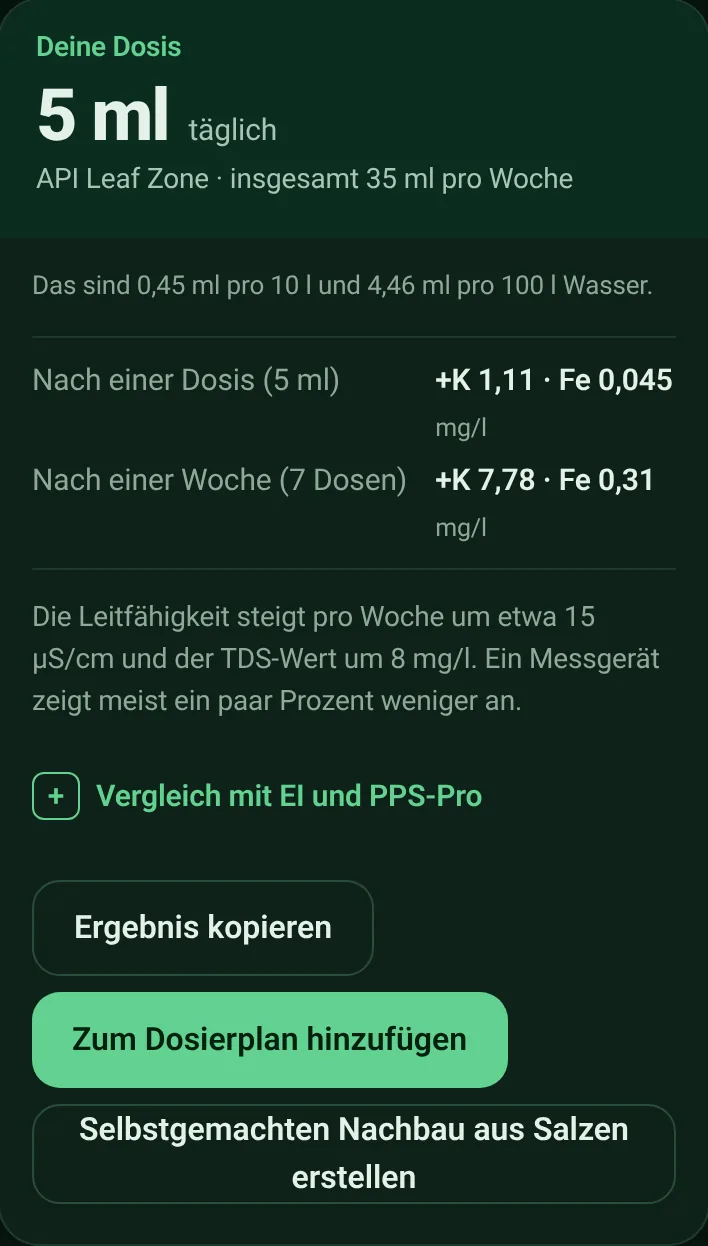 Deine Dosis
5 ml täglich
API Leaf Zone · insgesamt 35 ml pro Woche
Das sind 0,45 ml pro 10 l und 4,46 ml pro 100 l Wasser.
Nach einer Dosis (5 ml) +K 1,11 · Fe 0,045
mg/l
Nach einer Woche (7 Dosen) +K 7,78 · Fe 0,31
mg/l
Die Leitfähigkeit steigt pro Woche um etwa 15
µS/cm und der TDS-Wert um 8 mg/l. Ein Messgerät
zeigt meist ein paar Prozent weniger an.
+ Vergleich mit EI und PPS-Pro
Ergebnis kopieren
Zum Dosierplan hinzufügen
Selbstgemachten Nachbau aus Salzen
erstellen